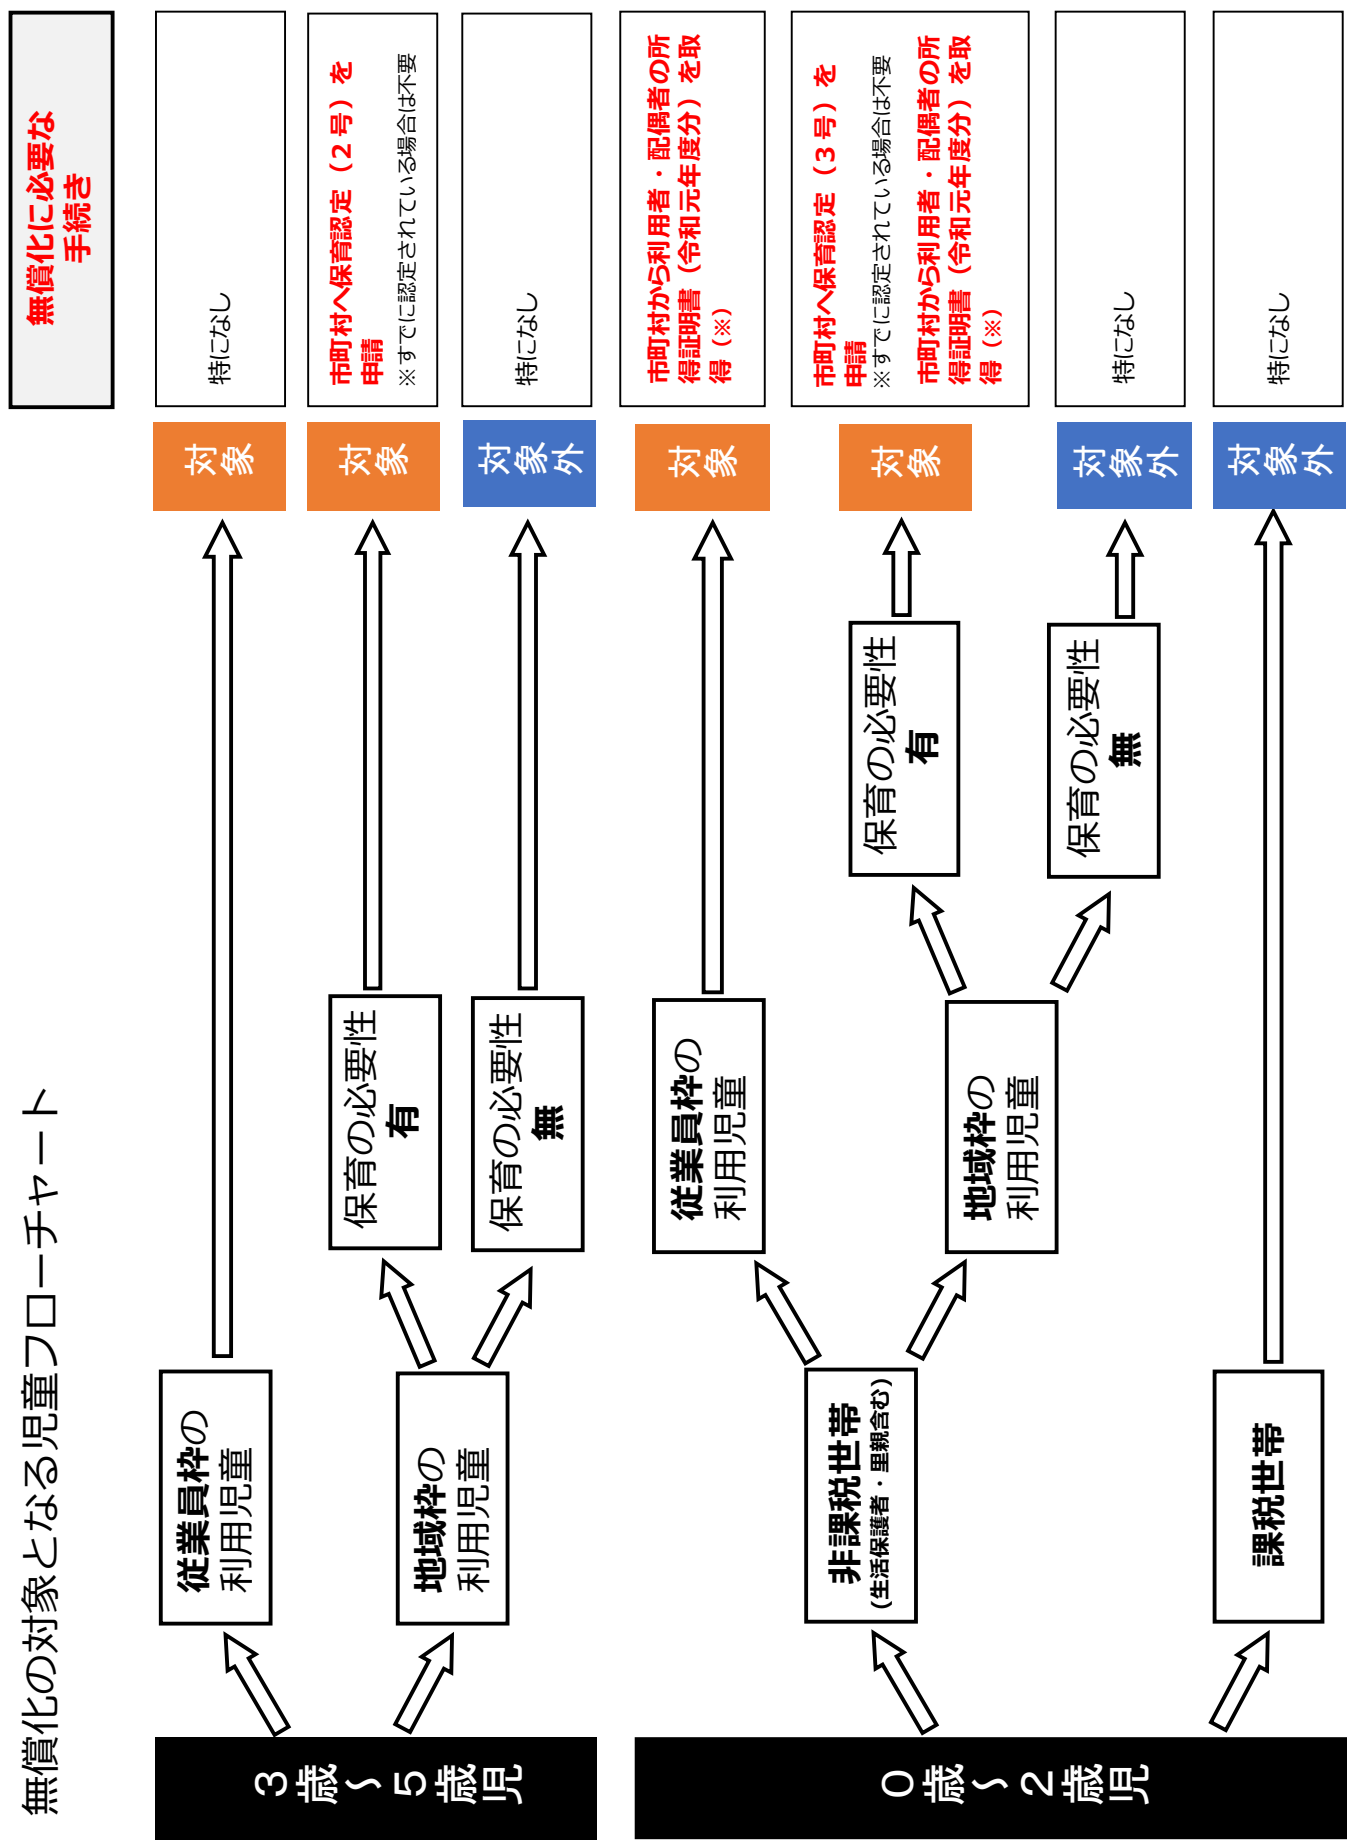 無償化の対象となる児童フローチャート
無償化に必要な
手続き
3歳～5歳児
従業員枠の
利用児童
対象
特になし
地域枠の
利用児童
保育の必要性
有
対象
市町村へ保育認定（2号）を
申請
※すでに認定されている場合は不要
保育の必要性
無
対象外
特になし
0歳～2歳児
非課税世帯
(生活保護者・里親含む)
従業員枠の
利用児童
対象
市町村から利用者・配偶者の所
得証明書（令和元年度分）を取
得（※）
地域枠の
利用児童
保育の必要性
有
対象
市町村へ保育認定（3号）を
申請
※すでに認定されている場合は不要
市町村から利用者・配偶者の所
得証明書（令和元年度分）を取
得（※）
保育の必要性
無
対象外
特になし
課税世帯
対象外
特になし